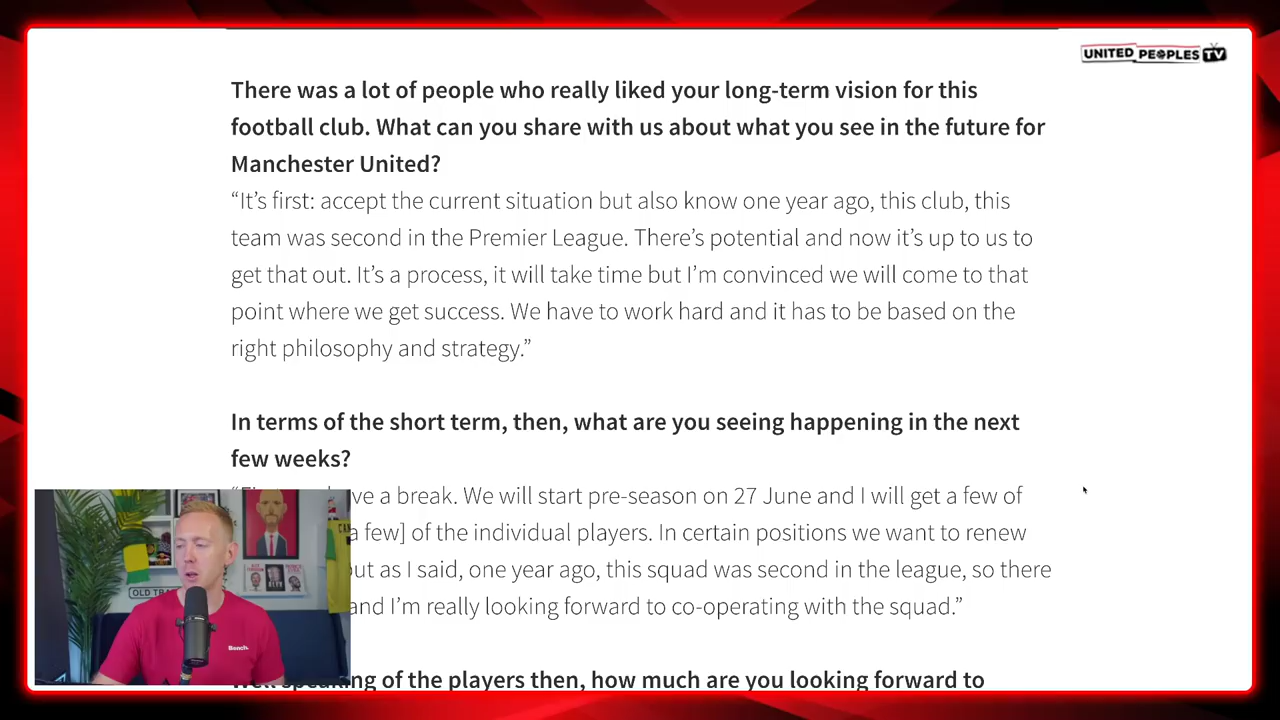 UNITED PEOPLES TV
There was a lot of people who really liked your long-term vision for this
football club. What can you share with us about what you see in the future for
Manchester United?
“It’s first: accept the current situation but also know one year ago, this club, this
team was second in the Premier League. There’s potential and now it’s up to us to
get that out. It’s a process, it will take time but I’m convinced we will come to that
point where we get success. We have to work hard and it has to be based on the
right philosophy and strategy.”
In terms of the short term, then, what are you seeing happening in the next
few weeks?
a break. We will start pre-season on 27 June and I will get a few of
a few] of the individual players. In certain positions we want to renew
but as I said, one year ago, this squad was second in the league, so there
and I’m really looking forward to co-operating with the squad.”
Well speaking of the players then, how much are you looking forward to
OLD TRA
Bench.